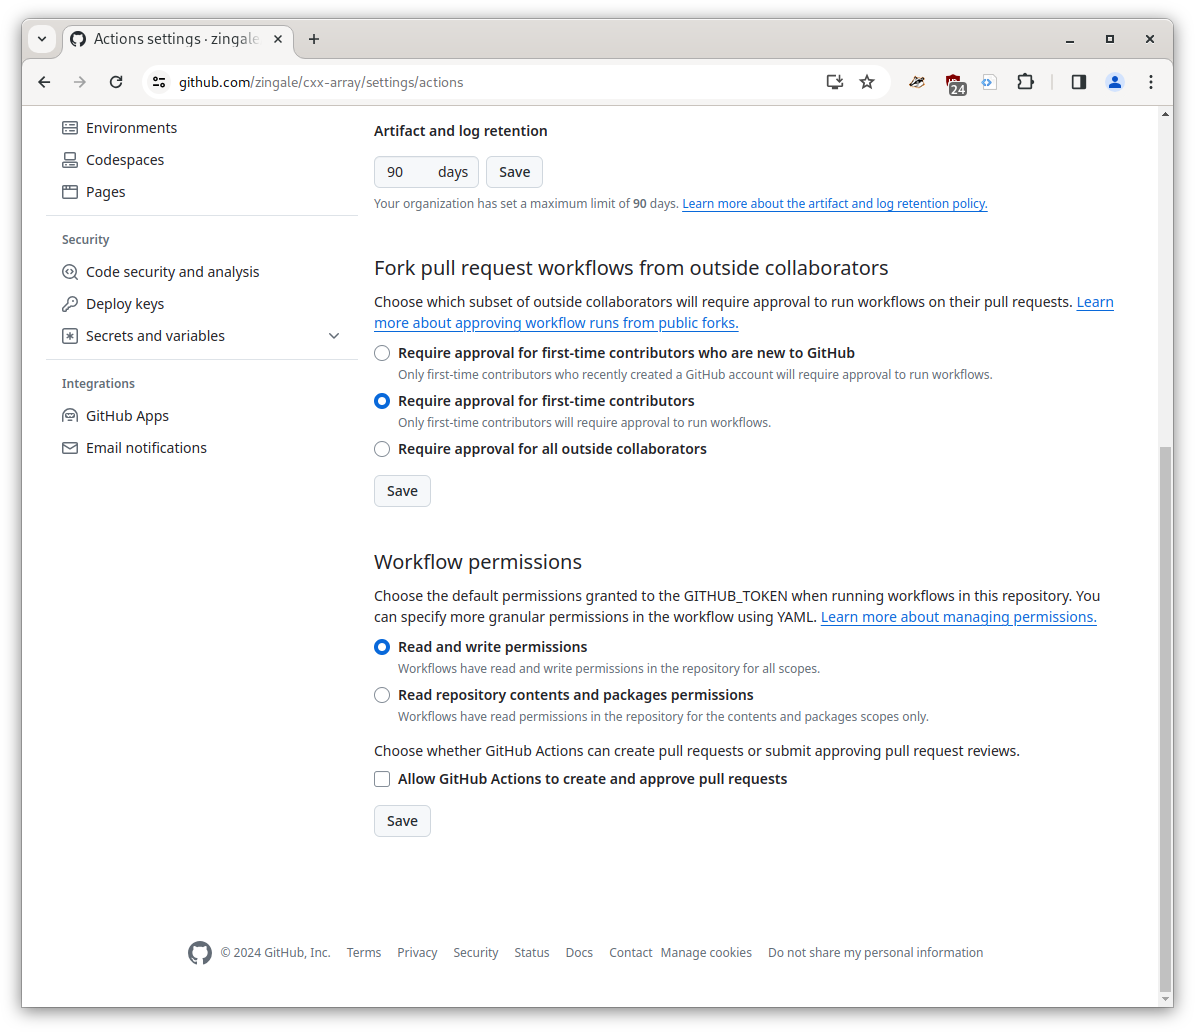 Actions settings · zingale
github.com/zingale/cxx-array/settings/actions
24
Environments
Codespaces
Pages
Security
Code security and analysis
Deploy keys
Secrets and variables
Integrations
GitHub Apps
Email notifications
Artifact and log retention
90 days Save
Your organization has set a maximum limit of 90 days. Learn more about the artifact and log retention policy.
Fork pull request workflows from outside collaborators
Choose which subset of outside collaborators will require approval to run workflows on their pull requests. Learn
more about approving workflow runs from public forks.
Require approval for first-time contributors who are new to GitHub
Only first-time contributors who recently created a GitHub account will require approval to run workflows.
Require approval for first-time contributors
Only first-time contributors will require approval to run workflows.
Require approval for all outside collaborators
Save
Workflow permissions
Choose the default permissions granted to the GITHUB_TOKEN when running workflows in this repository. You
can specify more granular permissions in the workflow using YAML. Learn more about managing permissions.
Read and write permissions
Workflows have read and write permissions in the repository for all scopes.
Read repository contents and packages permissions
Workflows have read permissions in the repository for the contents and packages scopes only.
Choose whether GitHub Actions can create pull requests or submit approving pull request reviews.
Allow GitHub Actions to create and approve pull requests
Save
© 2024 GitHub, Inc. Terms Privacy Security Status Docs Contact Manage cookies Do not share my personal information